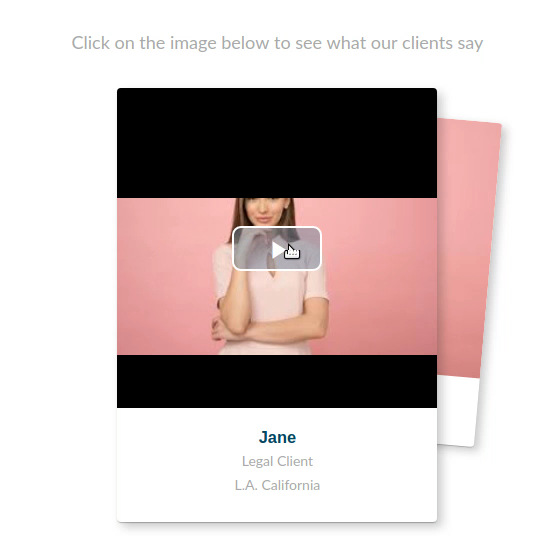 Click on the image below to see what our clients say
Jane
Legal Client
L.A. California